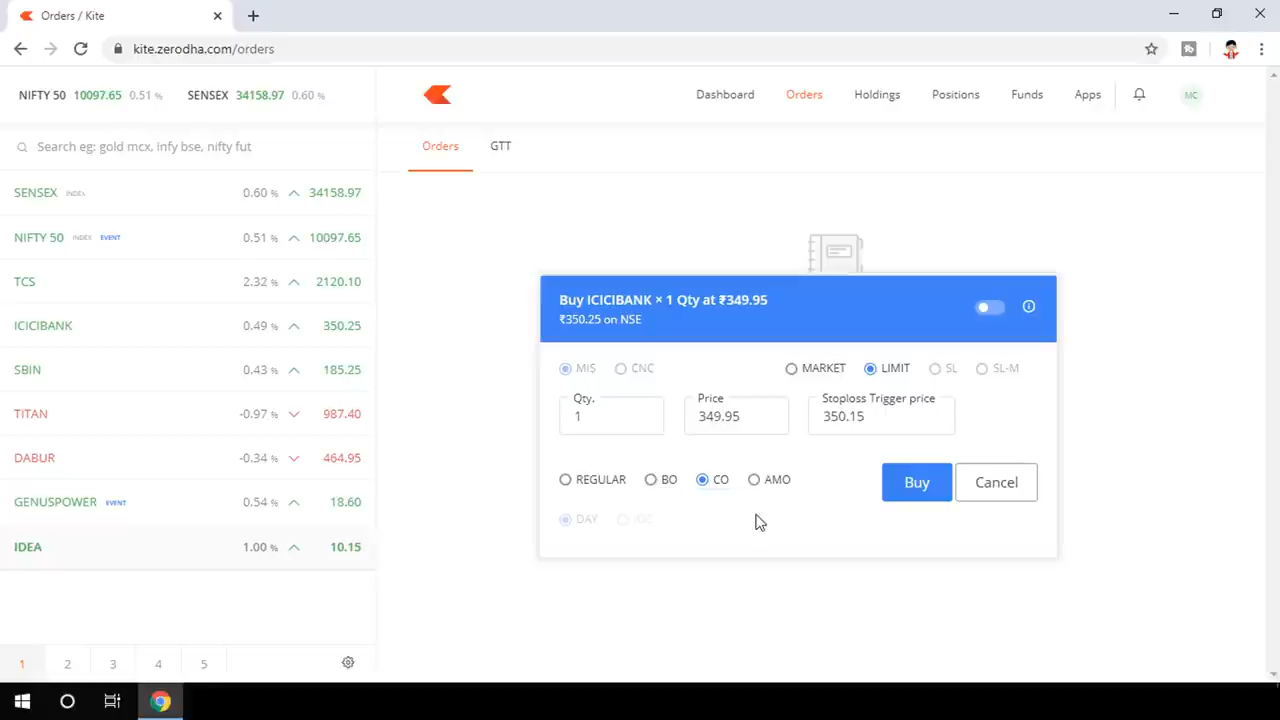 Orders / Kite
kite.zerodha.com/orders
NIFTY 50 10097.65 0.51 % SENSEX 34158.97 0.60 %
Dashboard Orders Holdings Positions Funds Apps MC
Search eg: gold mcx, infy bse, nifty fut
Orders GTT
SENSEX INDEX 0.60 % 34158.97
NIFTY 50 INDEX EVENT 0.51 % 10097.65
TCS 2.32 % 2120.10
ICICIBANK 0.49 % 350.25
SBIN 0.43 % 185.25
TITAN -0.97 % 987.40
DABUR -0.34 % 464.95
GENUSPOWER EVENT 0.54 % 18.60
IDEA 1.00 % 10.15
1 2 3 4 5
Buy ICICIBANK × 1 Qty at ₹349.95
₹350.25 on NSE
MIS CNC MARKET LIMIT SL SL-M
Qty. Price Stoploss Trigger price
1 349.95 350.15
REGULAR BO CO AMO
Buy Cancel
DAY IOC